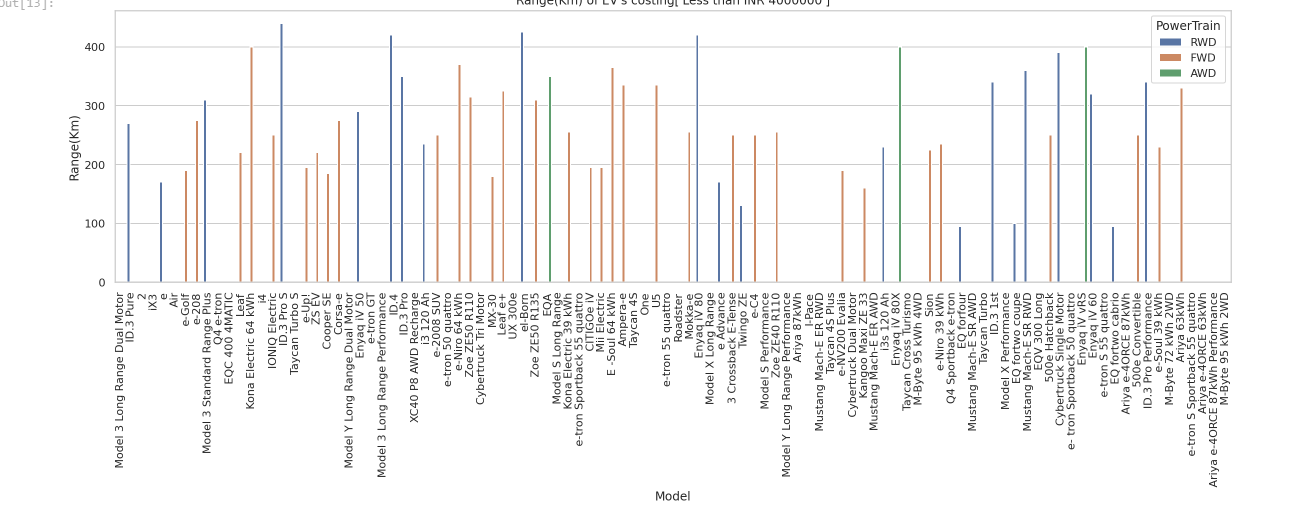 Out[13]:
Range(Km) of EV's costing[ Less than INR 4000000 ]
PowerTrain
RWD
FWD
AWD
400
300
200
100
0
Range(Km)
Model 3 Long Range Dual Motor
ID.3 Pure
2
iX3
e
Air
e-Golf
e-208
Model 3 Standard Range Plus
Q4 e-tron
EQC 400 4MATIC
Leaf
Kona Electric 64 kWh
i4
IONIQ Electric
ID.3 Pro S
Taycan Turbo S
e-Up!
ZS EV
Cooper SE
Corsa-e
Model Y Long Range Dual Motor
Enyaq iV 50
e-tron GT
Model 3 Long Range Performance
ID.4
ID.3 Pro
XC40 P8 AWD Recharge
i3 120 Ah
e-2008 SUV
e-tron 50 quattro
e-Niro 64 kWh
Zoe ZE50 R110
Cybertruck Tri Motor
MX-30
Leaf e+
UX 300e
el-Born
Zoe ZE50 R135
EQA
Model S Long Range
Kona Electric 39 kWh
e-tron Sportback 55 quattro
CITIGOe iV
Mii Electric
E-Soul 64 kWh
Ampera-e
Taycan 4S
One
U5
e-tron 55 quattro
Roadster
Mokka-e
Enyaq iV 80
Model X Long Range
e Advance
3 Crossback E-Tense
Twingo ZE
e-C4
Model S Performance
Zoe ZE40 R110
Model Y Long Range Performance
Ariya 87kWh
I-Pace
Mustang Mach-E ER RWD
Taycan 4S Plus
e-NV200 Evalia
Cybertruck Dual Motor
Kangoo Maxi ZE 33
Mustang Mach-E ER AWD
i3s 120 Ah
Enyaq iV 80X
Taycan Cross Turismo
M-Byte 95 kWh 4WD
Sion
e-Niro 39 kWh
Q4 Sportback e-tron
EQ forfour
Mustang Mach-E SR AWD
Taycan Turbo
ID.3 1st
Model X Performance
EQ fortwo coupe
Mustang Mach-E SR RWD
EQV 300 Long
500e Hatchback
Cybertruck Single Motor
e- tron Sportback 50 quattro
Enyaq iV vRS
Enyaq iV 60
e-tron S 55 quattro
EQ fortwo cabrio
Ariya e-4ORCE 87kWh
500e Convertible
ID.3 Pro Performance
e-Soul 39 kWh
M-Byte 72 kWh 2WD
Ariya 63kWh
e-tron S Sportback 55 quattro
Ariya e-4ORCE 63kWh
Ariya e-4ORCE 87kWh Performance
M-Byte 95 kWh 2WD
Model